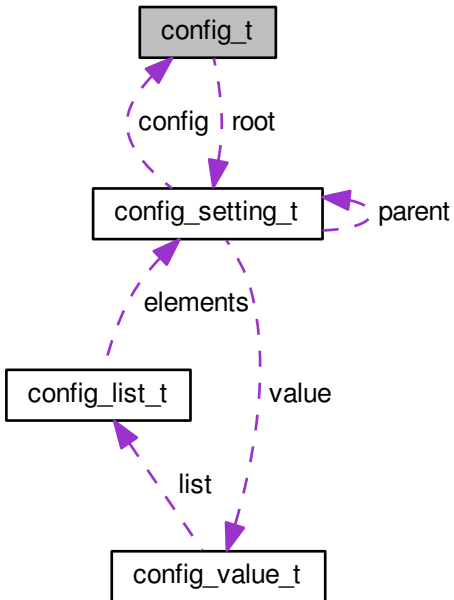 config_t
config root
config_setting_t
parent
elements
config_list_t
value
list
config_value_t